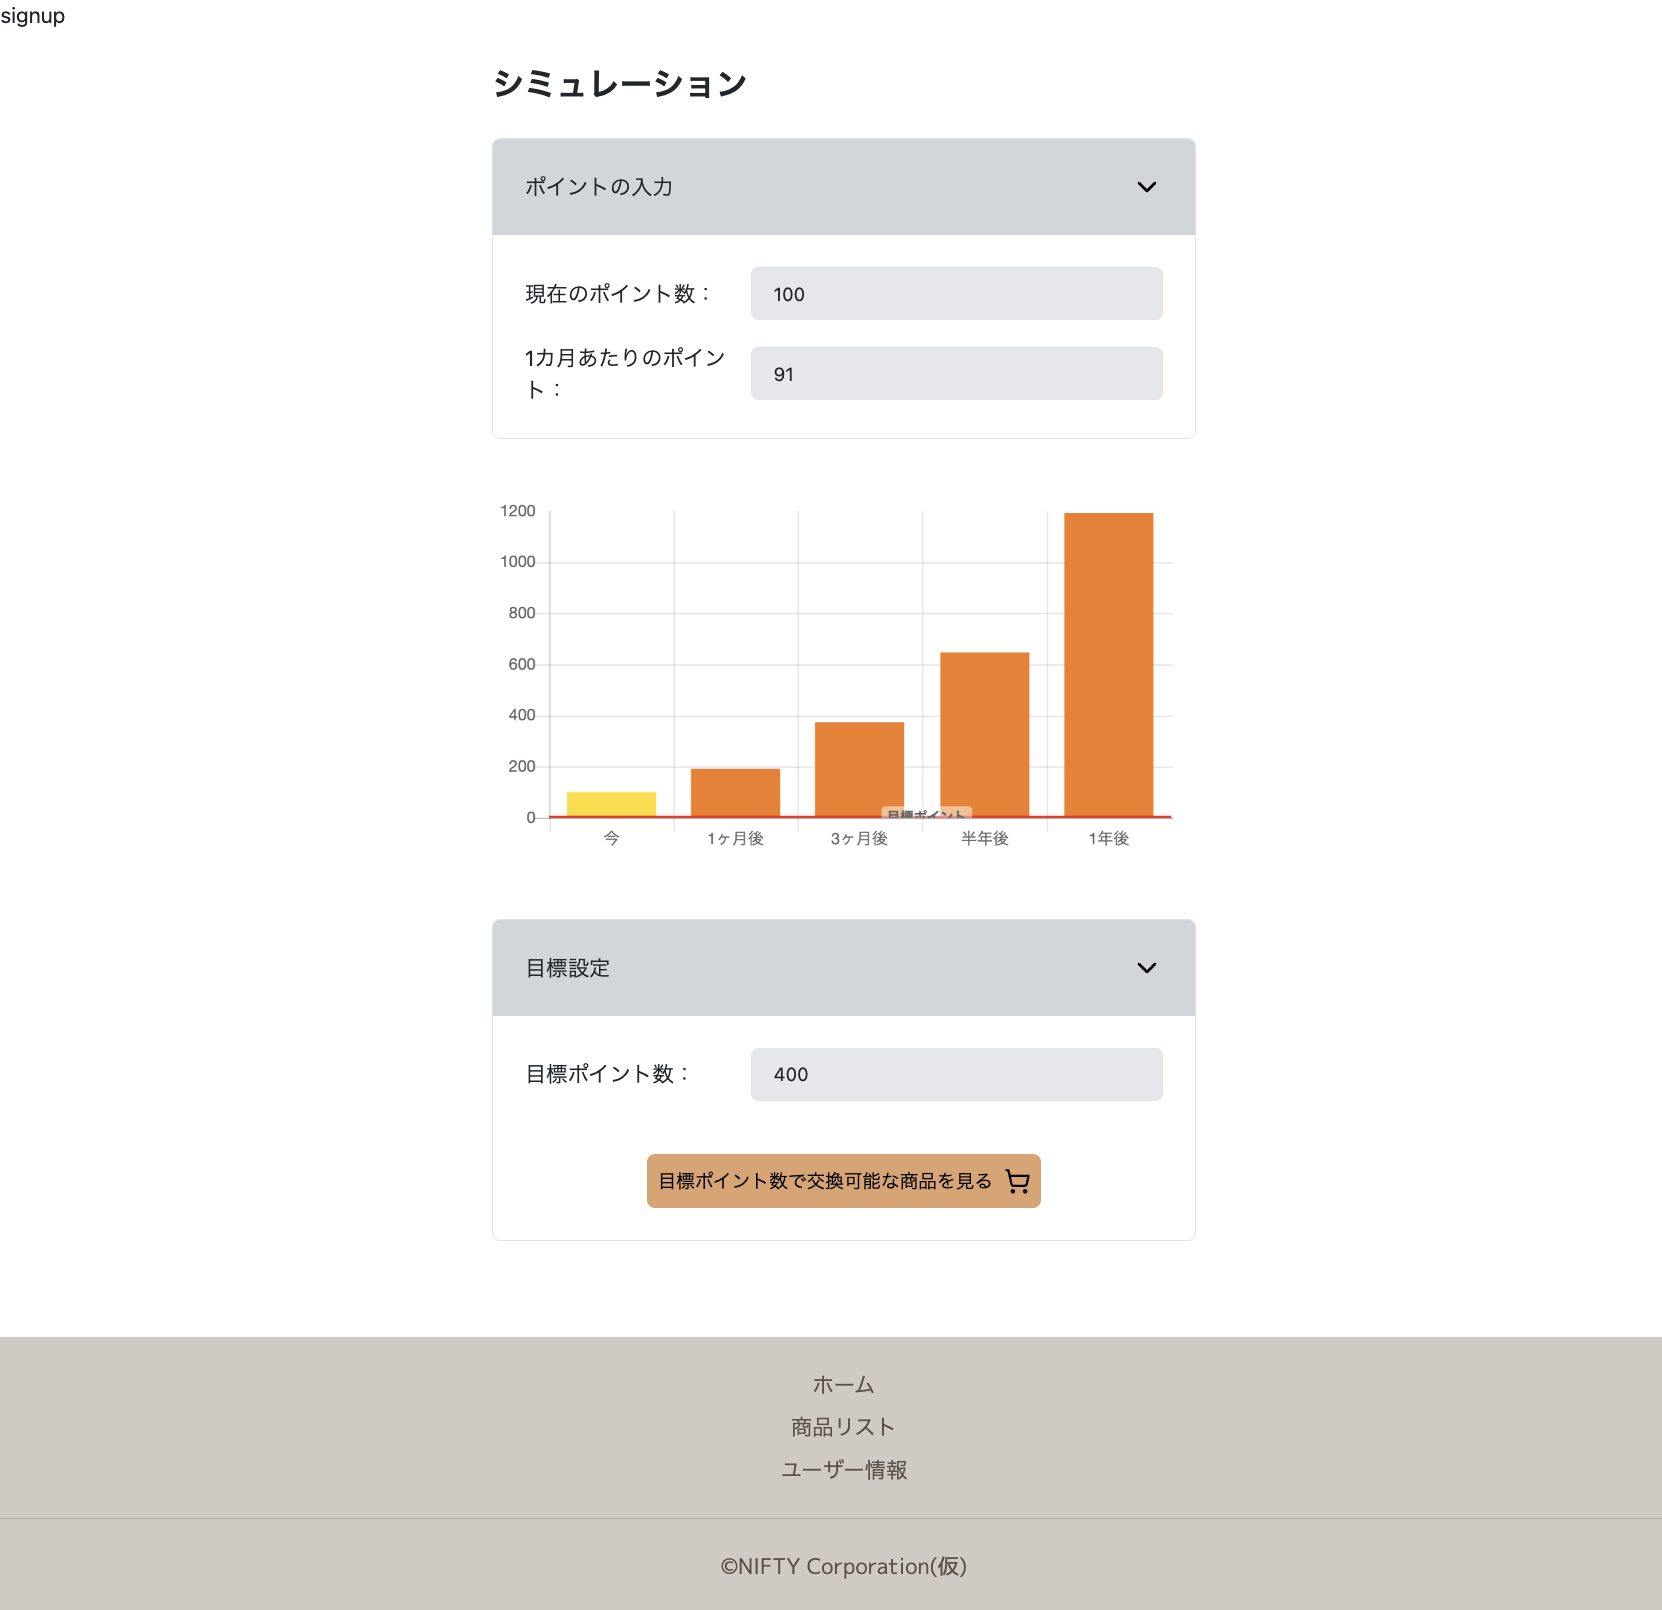 signup
シミュレーション
ポイントの入力
現在のポイント数：
100
1カ月あたりのポイン
ト：
91
1200
1000
800
600
400
200
0
目標ポイント
今
1ヶ月後
3ヶ月後
半年後
1年後
目標設定
目標ポイント数：
400
目標ポイント数で交換可能な商品を見る
ホーム
商品リスト
ユーザー情報
©NIFTY Corporation(仮)